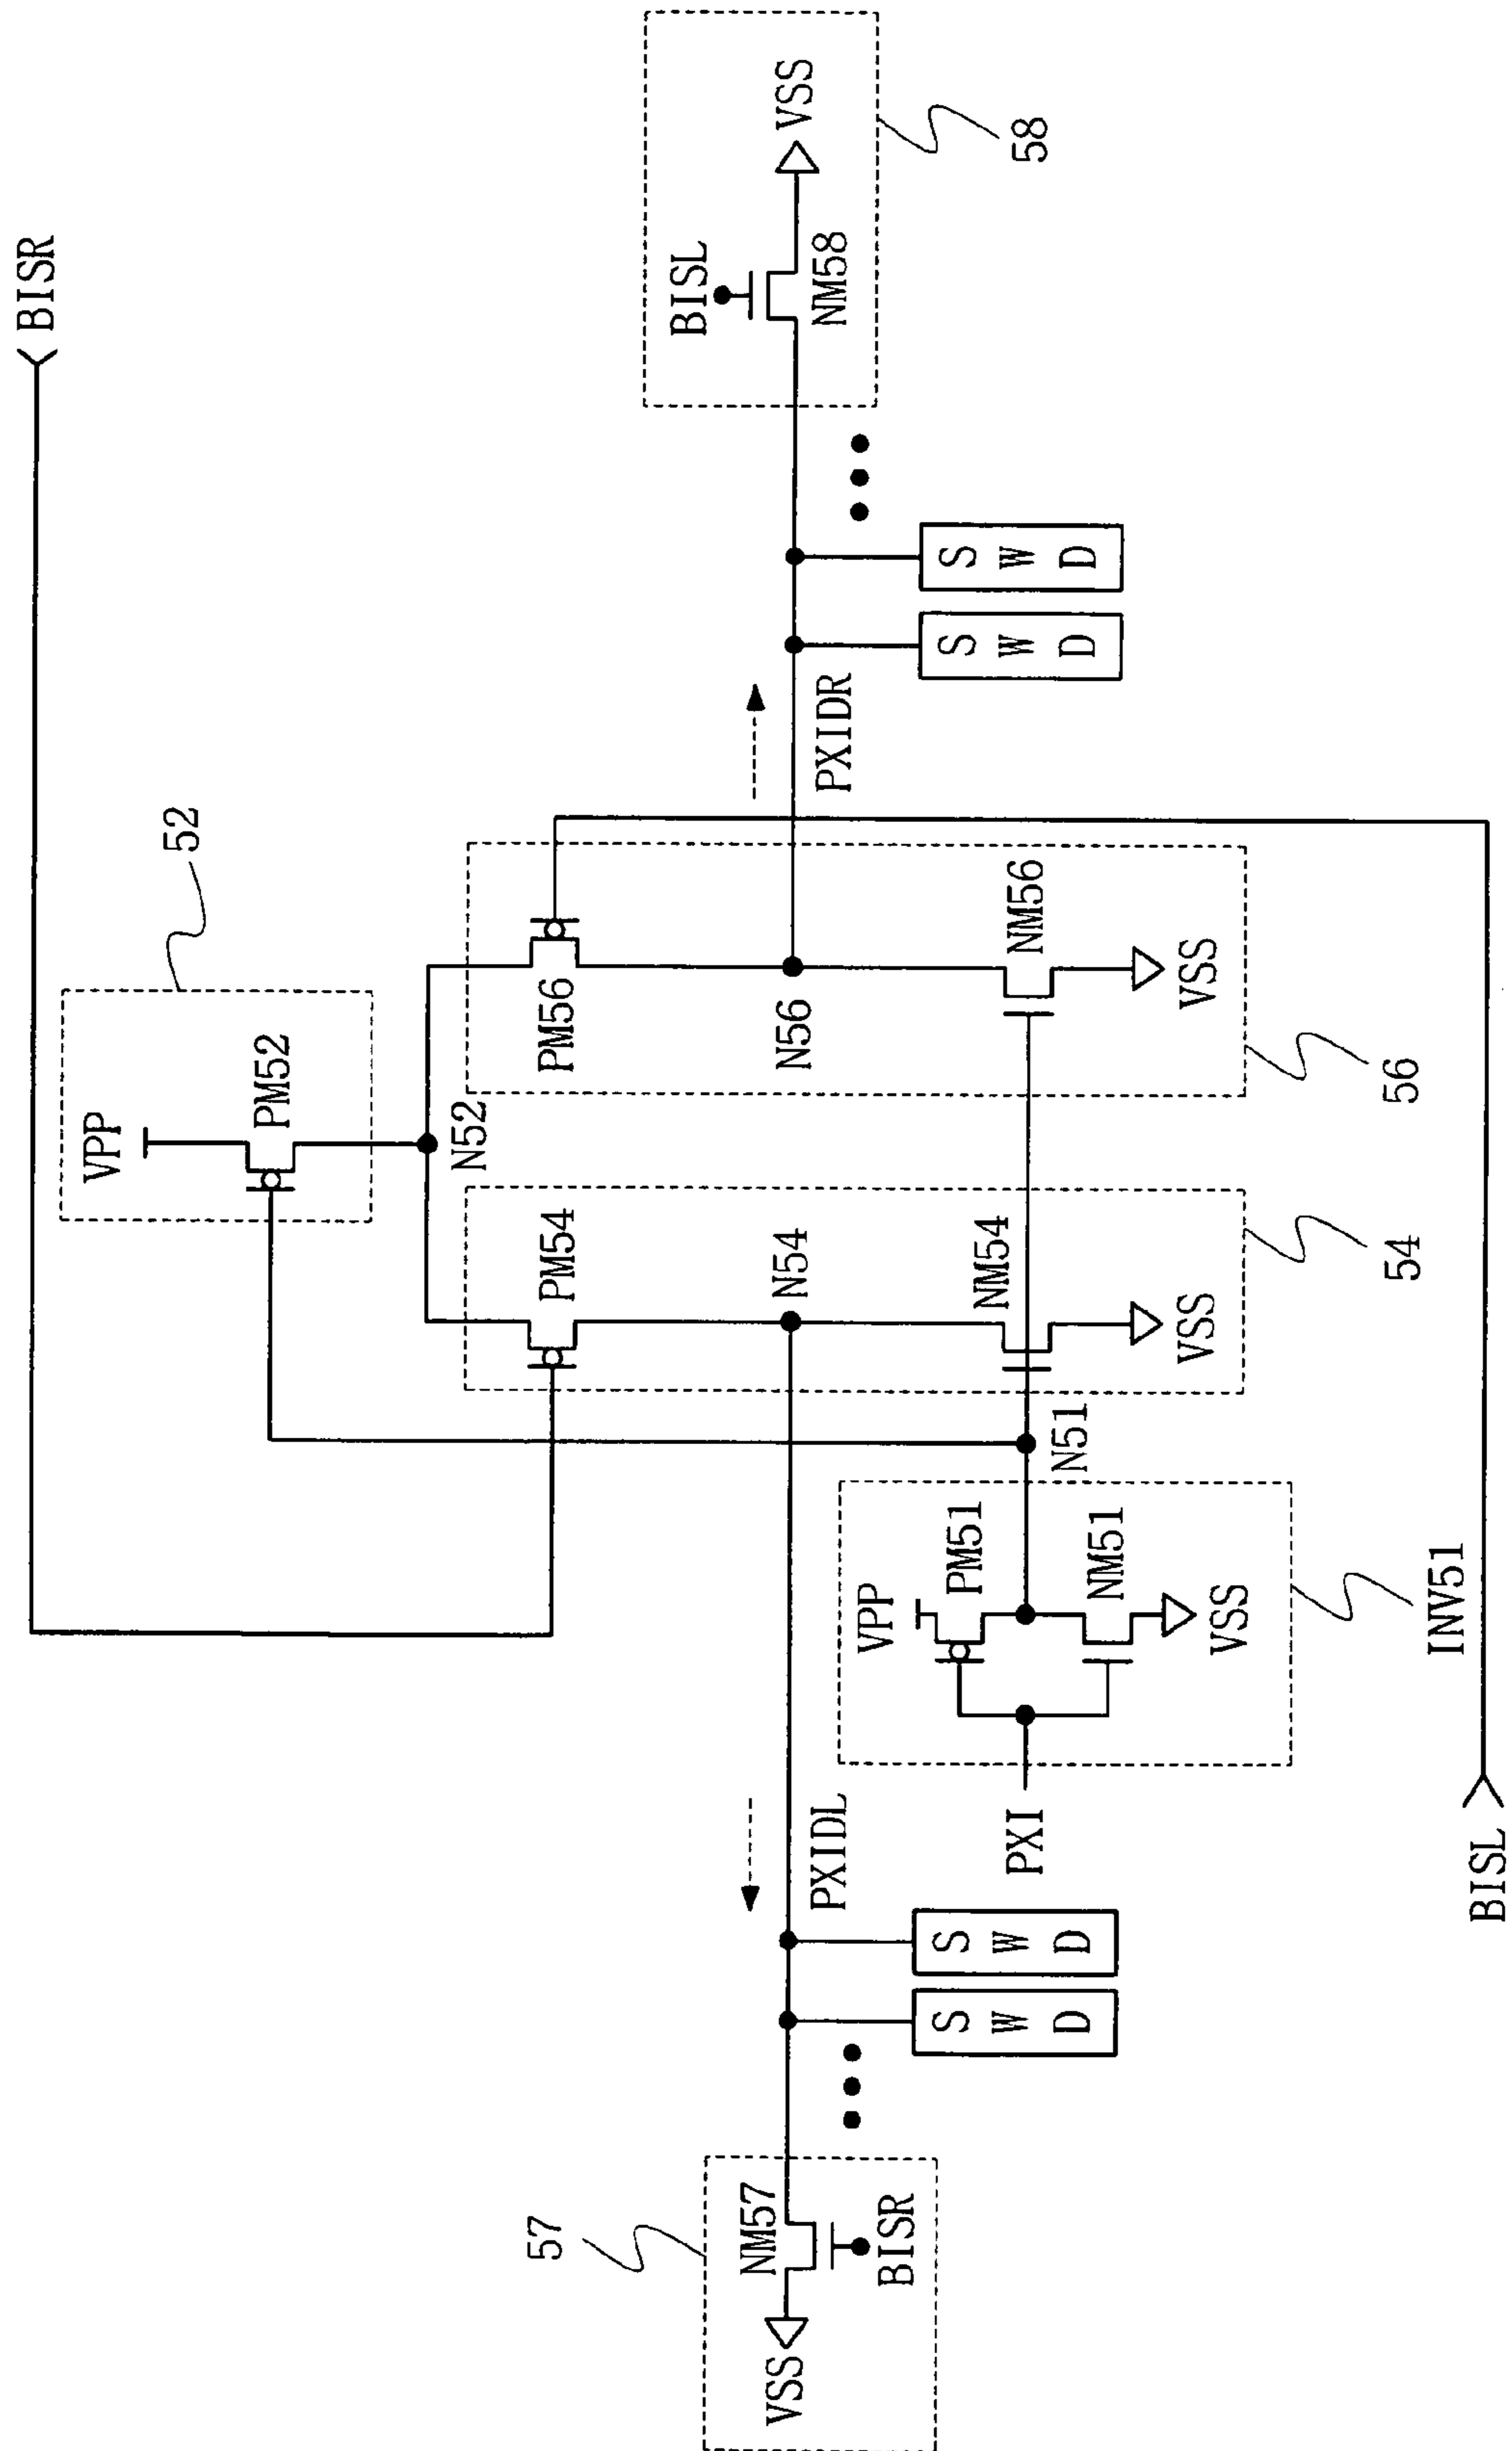 BISR
52
VPP
PM52
N52
PM54
PM56
N54
N56
NM54
NM56
VSS
VSS
54
56
BISL
NM58
VSS
58
PXIDR
SWD
SWD
57
NM57
VSS
BISR
PXIDL
SWD
SWD
PXI
VPP
PM51
NM51
VSS
N51
INV51
BISL